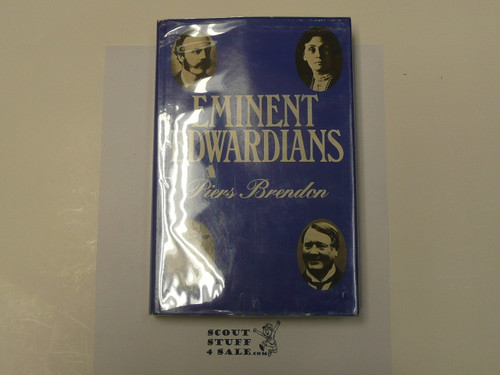 EMINENT
EDWARDIANS
Piers Brendon
SCOUT
STUFF
4 SALE.com